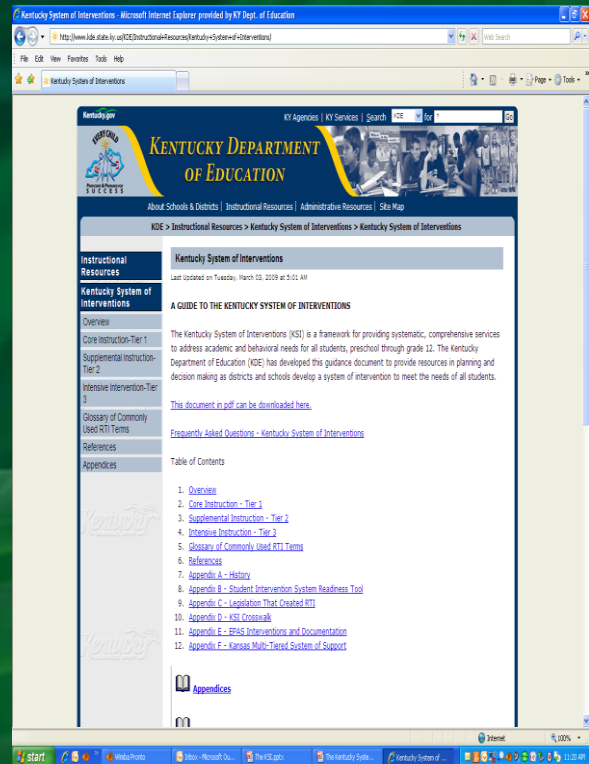 Kentucky System of Interventions - Microsoft Internet Explorer provided by KY Dept. of Education
http://www.kde.state.ky.us/KDE/Instructional+Resources/Kentucky+System+of+Interventions/
Web Search
File Edit View Favorites Tools Help
Kentucky System of Interventions
Page
Tools
Kentucky.gov
KY Agencies | KY Services | Search KDE for
Go
EVERY CHILD
PROFICIENT & PREPARED FOR
SUCCESS
KENTUCKY DEPARTMENT
OF EDUCATION
About Schools & Districts | Instructional Resources | Administrative Resources | Site Map
KDE > Instructional Resources > Kentucky System of Interventions > Kentucky System of Interventions
Instructional
Resources
Kentucky System of
Interventions
Overview
Core Instruction-Tier 1
Supplemental Instruction-
Tier 2
Intensive Intervention-Tier
3
Glossary of Commonly
Used RTI Terms
References
Appendices
Kentucky
Kentucky
Kentucky System of Interventions
Last Updated on Tuesday, March 03, 2009 at 5:01 AM
A GUIDE TO THE KENTUCKY SYSTEM OF INTERVENTIONS
The Kentucky System of Interventions (KSI) is a framework for providing systematic, comprehensive services
to address academic and behavioral needs for all students, preschool through grade 12. The Kentucky
Department of Education (KDE) has developed this guidance document to provide resources in planning and
decision making as districts and schools develop a system of intervention to meet the needs of all students.
This document in pdf can be downloaded here.
Frequently Asked Questions - Kentucky System of Interventions
Table of Contents
1. Overview
2. Core Instruction - Tier 1
3. Supplemental Instruction - Tier 2
4. Intensive Instruction - Tier 3
5. Glossary of Commonly Used RTI Terms
6. References
7. Appendix A - History
8. Appendix B - Student Intervention System Readiness Tool
9. Appendix C - Legislation That Created RTI
10. Appendix D - KSI Crosswalk
11. Appendix E - EPAS Interventions and Documentation
12. Appendix F - Kansas Multi-Tiered System of Support
Appendices
Internet
100%
start
Wimba Pronto
Inbox - Microsoft Ou...
The KSI.pptx
The Kentucky Syste...
Kentucky System of ...
11:20 AM